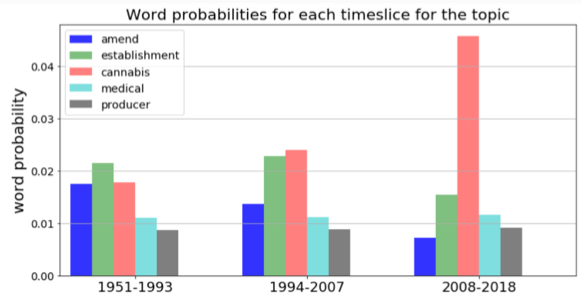 Word probabilities for each timeslice for the topic
word probability
0.04
0.03
0.02
0.01
0.00
amend
establishment
cannabis
medical
producer
1951-1993 1994-2007 2008-2018